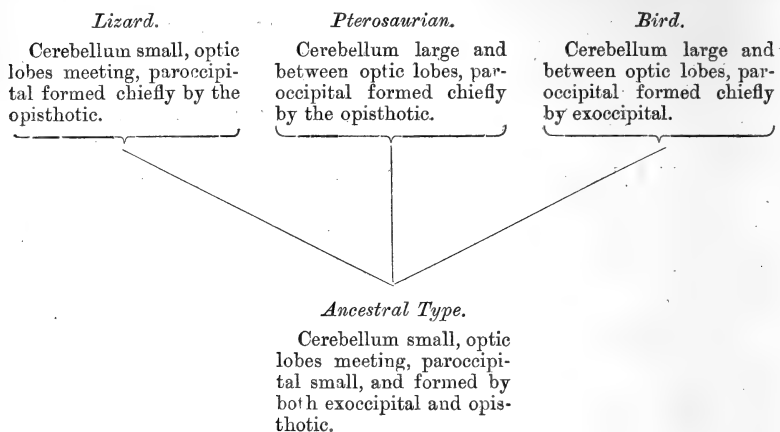 Lizard.
Cerebellum small, optic
lobes meeting, paroccipi-
tal formed chiefly by the
opisthotic.
Pterosaurian.
Cerebellum large and
between optic lobes, par-
occipital formed chiefly
by the opisthotic.
Bird.
Cerebellum large and
between optic lobes, par-
occipital formed chiefly
by exoccipital.
Ancestral Type.
Cerebellum small, optic
lobes meeting, paroccipi-
tal small, and formed by
both exoccipital and opis-
thotic.